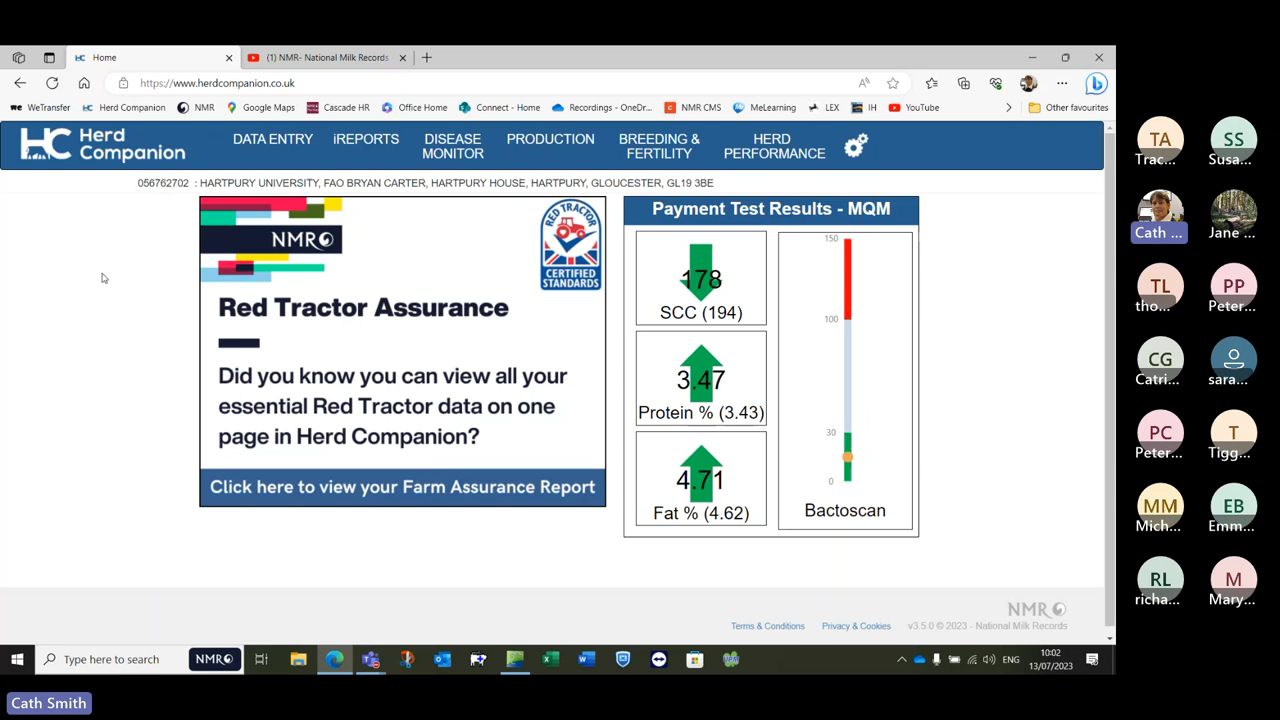 Home
(1) NMR- National Milk Records
https://www.herdcompanion.co.uk
WeTransfer
Herd Companion
NMR
Google Maps
Cascade HR
Office Home
Connect - Home
Recordings - OneDr...
NMR CMS
MeLearning
LEX
IH
YouTube
Other favourites
HC Herd Companion
DATA ENTRY
iREPORTS
DISEASE MONITOR
PRODUCTION
BREEDING & FERTILITY
HERD PERFORMANCE
056762702 : HARTPURY UNIVERSITY, FAO BRYAN CARTER, HARTPURY HOUSE, HARTPURY, GLOUCESTER, GL19 3BE
NMR
RED TRACTOR
CERTIFIED
STANDARDS
Red Tractor Assurance
Did you know you can view all your
essential Red Tractor data on one
page in Herd Companion?
Click here to view your Farm Assurance Report
Payment Test Results - MQM
178
SCC (194)
3.47
Protein % (3.43)
4.71
Fat % (4.62)
150
100
30
0
Bactoscan
NMR
Terms & Conditions
Privacy & Cookies
v3.5.0 © 2023 - National Milk Records
Type here to search
NMR
ENG
10:02
13/07/2023
Cath Smith
TA
Trac...
SS
Susa...
Cath ...
Jane ...
TL
tho...
PP
Peter...
CG
Catri...
sara...
PC
Peter...
T
Tigg...
MM
Mich...
EB
Emm...
RL
richa...
M
Mary...